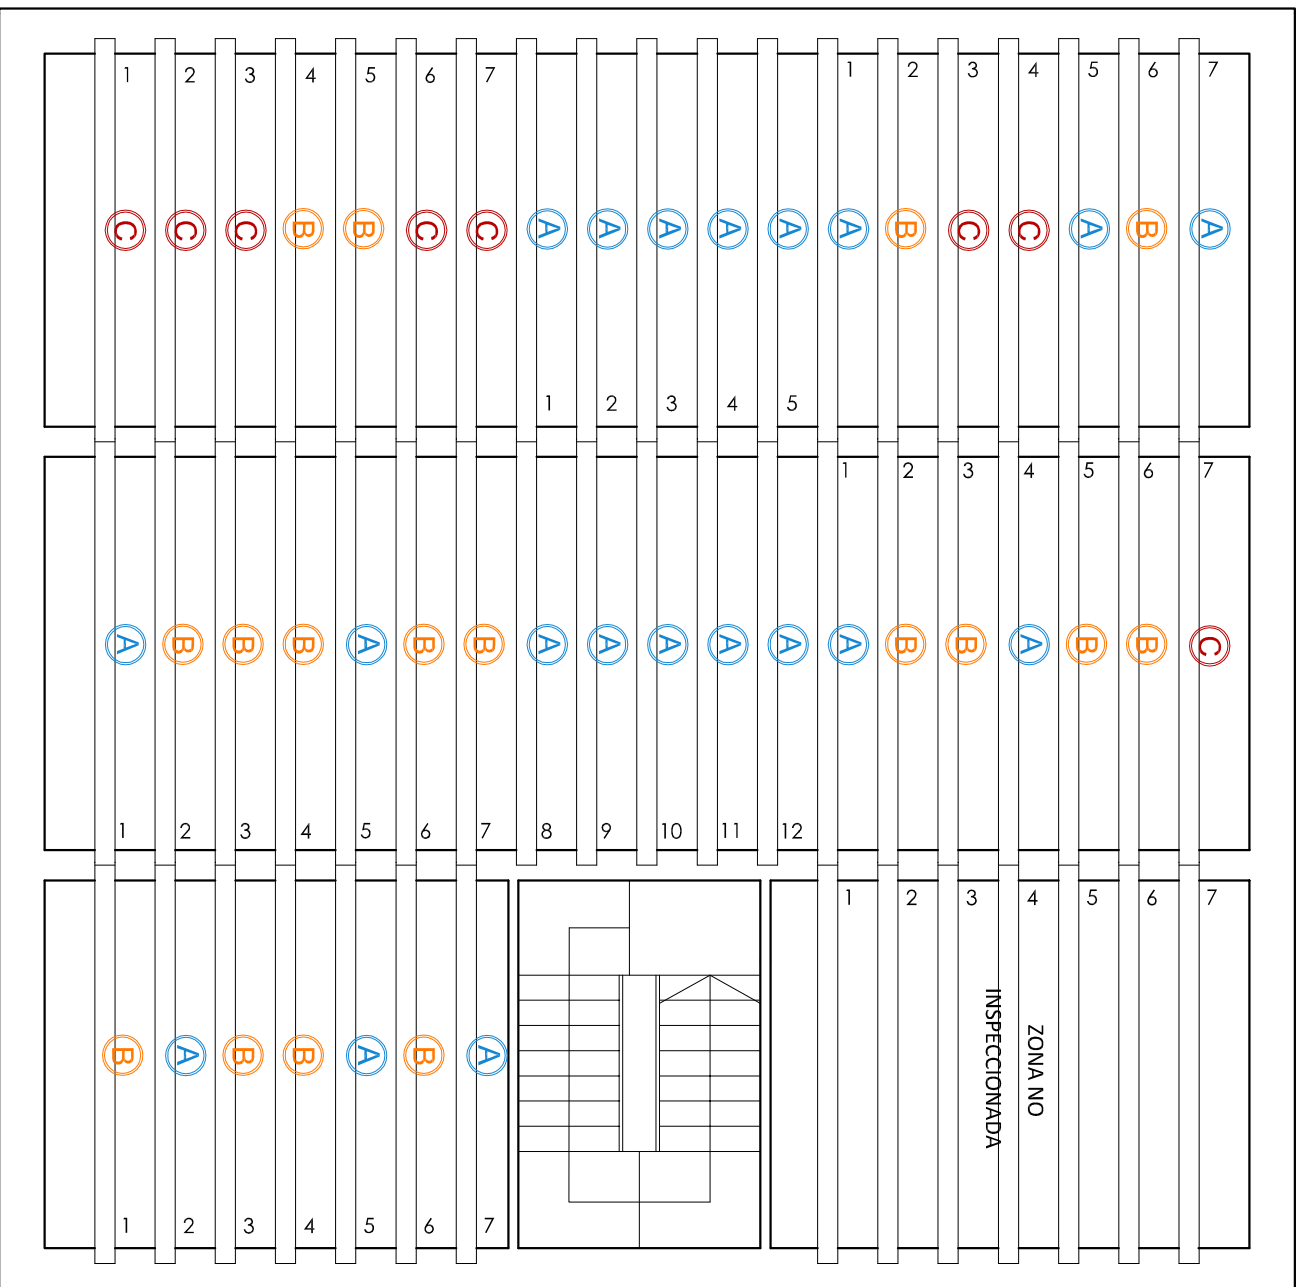 1 2 3 4 5 6 7 1 2 3 4 5 6 7
C C C B B C C A A A A A A B C C A B A
1 2 3 4 5
1 2 3 4 5 6 7
A B B B A B B A A A A A A B B A B B C
1 2 3 4 5 6 7 8 9 10 11 12
1 2 3 4 5 6 7
B A B B A B A
ZONA NO
INSPECCIONADA
1 2 3 4 5 6 7